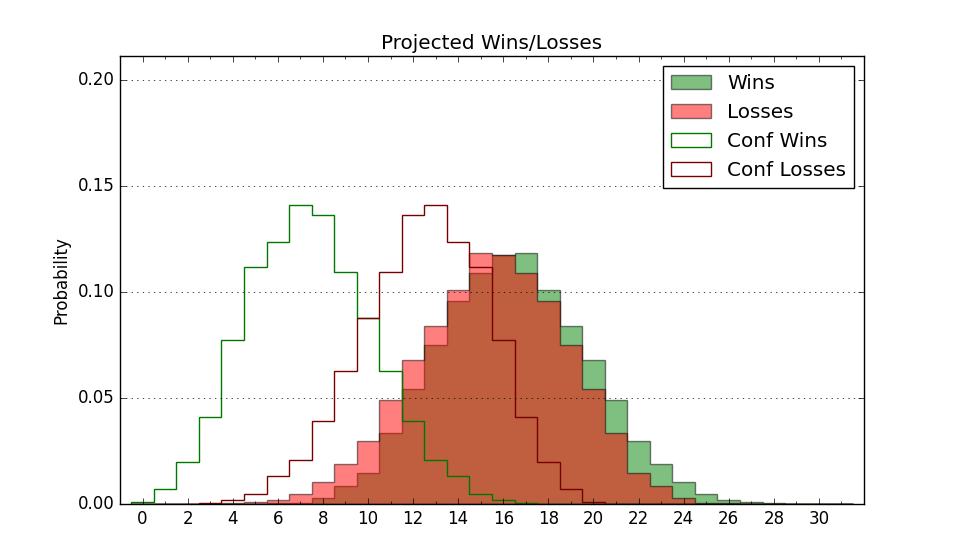 Projected Wins/Losses
Wins
Losses
Conf Wins
Conf Losses
Probability
0.20
0.15
0.10
0.05
0.00
0 2 4 6 8 10 12 14 16 18 20 22 24 26 28 30